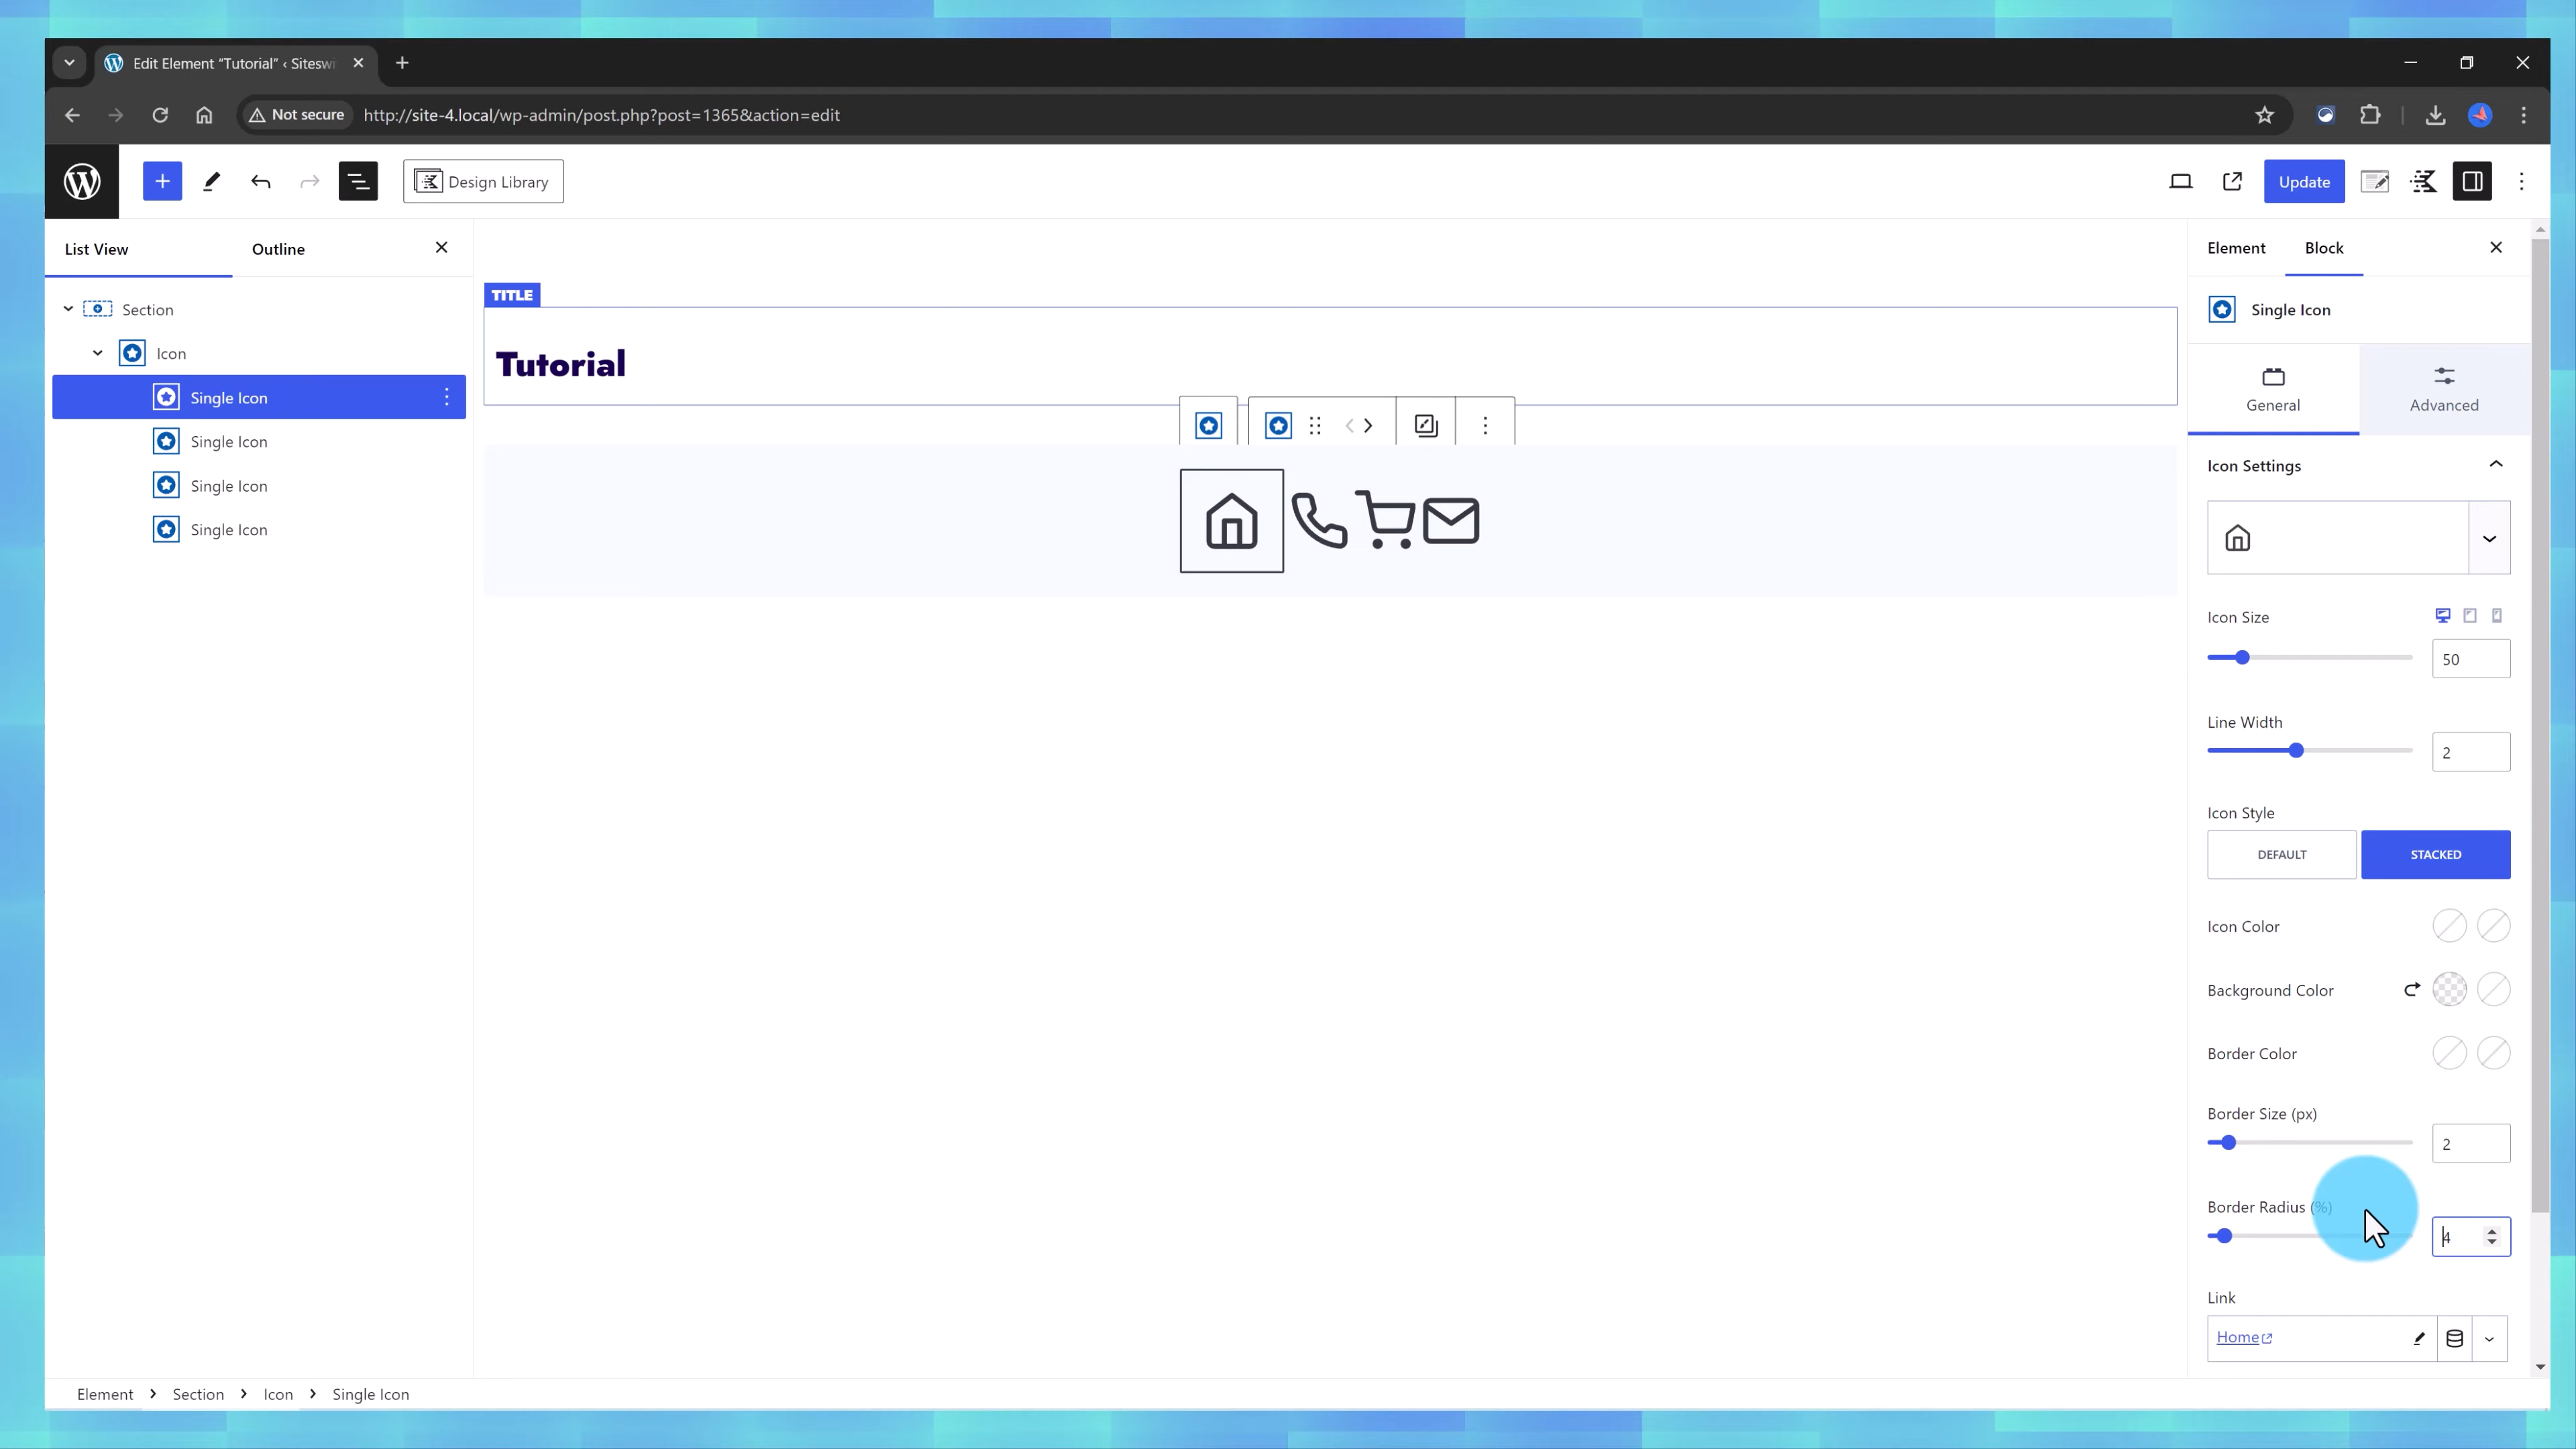 Edit Element “Tutorial” ‹ Siteswi
Not secure
http://site-4.local/wp-admin/post.php?post=1365&action=edit
Design Library
Update
List View
Outline
Element
Block
TITLE
Tutorial
Section
Icon
Single Icon
Single Icon
Single Icon
Single Icon
Single Icon
General
Advanced
Icon Settings
Icon Size
50
Line Width
2
Icon Style
DEFAULT
STACKED
Icon Color
Background Color
Border Color
Border Size (px)
2
Border Radius (%)
4
Link
Home
Element
Section
Icon
Single Icon